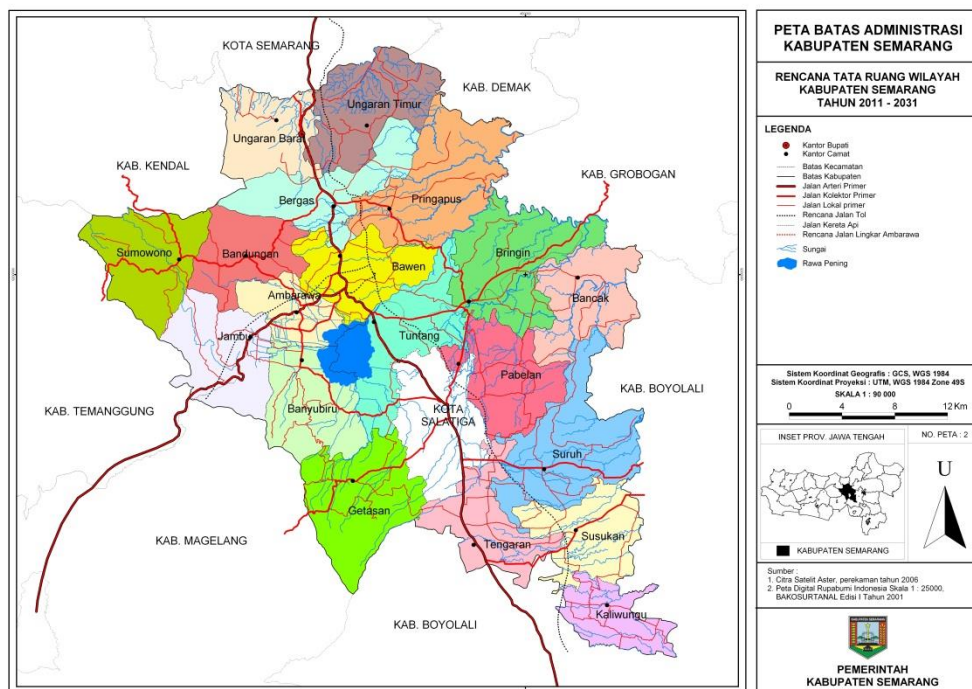 KOTA SEMARANG
KAB. DEMAK
Ungaran Timur
Ungaran Barat
KAB. KENDAL
KAB. GROBOGAN
Bergas
Pringapus
Sumowono
Bandungan
Bawen
Bringin
Ambarawa
Bancak
Jambu
Tuntang
Pabelan
KAB. BOYOLALI
KAB. TEMANGGUNG
Banyubiru
KOTA
SALATIGA
Suruh
Getasan
Susukan
KAB. MAGELANG
Tengaran
Kaliwungu
KAB. BOYOLALI
PETA BATAS ADMINISTRASI
KABUPATEN SEMARANG
RENCANA TATA RUANG WILAYAH
KABUPATEN SEMARANG
TAHUN 2011 - 2031
LEGENDA
Kantor Bupati
Kantor Camat
Batas Kecamatan
Batas Kabupaten
Jalan Arteri Primer
Jalan Kolektor Primer
Jalan Lokal primer
Rencana Jalan Tol
Jalan Kereta Api
Rencana Jalan Lingkar Ambarawa
Sungai
Rawa Pening
Sistem Koordinat Geografis : GCS, WGS 1984
Sistem Koordinat Proyeksi : UTM, WGS 1984 Zone 49S
SKALA 1 : 90 000
0 4 8 12 Km
INSET PROV. JAWA TENGAH
NO. PETA : 2
U
KABUPATEN SEMARANG
Sumber :
1. Citra Satelit Aster, perekaman tahun 2006
2. Peta Digital Rupabumi Indonesia Skala 1 : 25000,
BAKOSURTANAL Edisi I Tahun 2001
PEMERINTAH
KABUPATEN SEMARANG